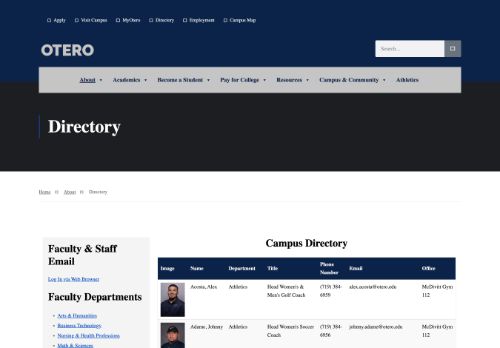 Apply Visit Campus MyOtero Directory Employment Campus Map
OTERO
Search...
About Academics Become a Student Pay for College Resources Campus & Community Athletics
Directory
Home About Directory
Faculty & Staff
Email
Log In via Web Browser
Faculty Departments
Arts & Humanities
Business Technology
Nursing & Health Professions
Math & Sciences
Campus Directory
Image Name Department Title Phone Number Email Office
Acosta, Alex Athletics Head Women's & Men's Golf Coach (719) 384-6959 alex.acosta@otero.edu McDivitt Gym 112
Adame, Johnny Athletics Head Women's Soccer Coach (719) 384-6956 johnny.adame@otero.edu McDivitt Gym 112